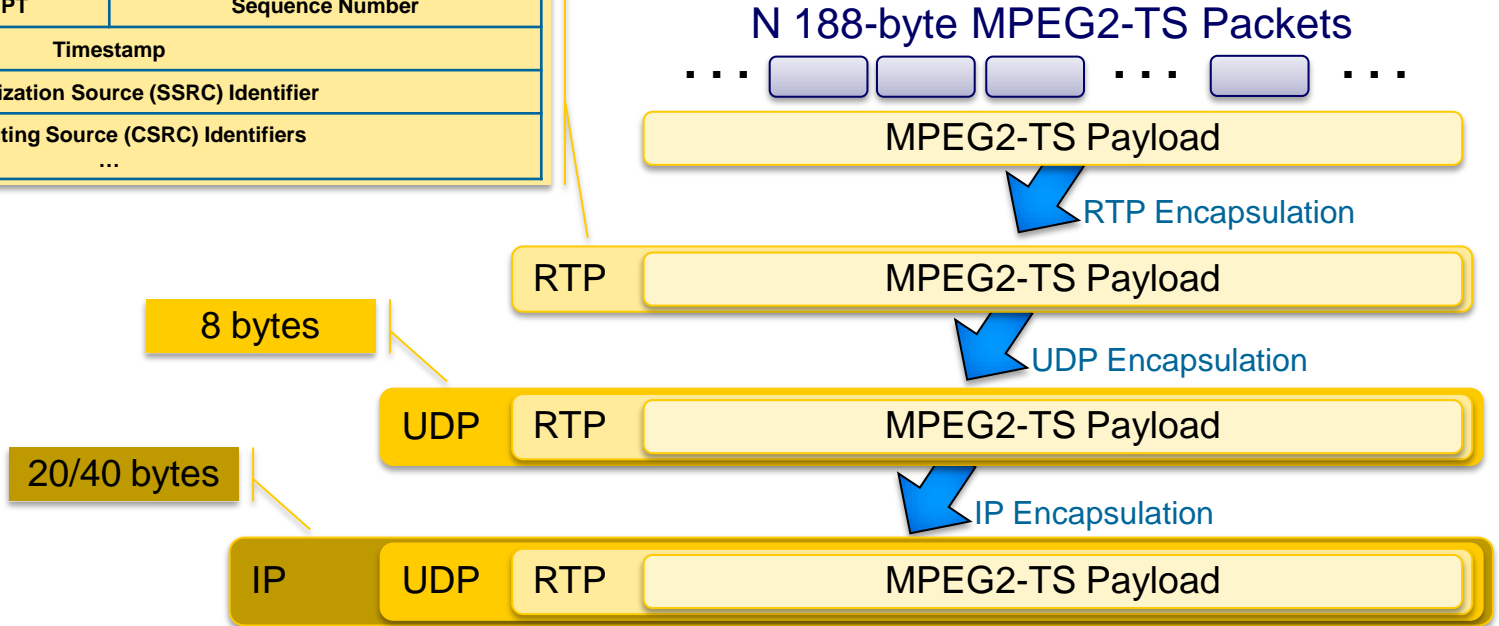 PT Sequence Number
Timestamp
ization Source (SSRC) Identifier
ting Source (CSRC) Identifiers
…
N 188-byte MPEG2-TS Packets
... ... ...
MPEG2-TS Payload
RTP Encapsulation
RTP MPEG2-TS Payload
8 bytes
UDP Encapsulation
UDP RTP MPEG2-TS Payload
20/40 bytes
IP Encapsulation
IP UDP RTP MPEG2-TS Payload